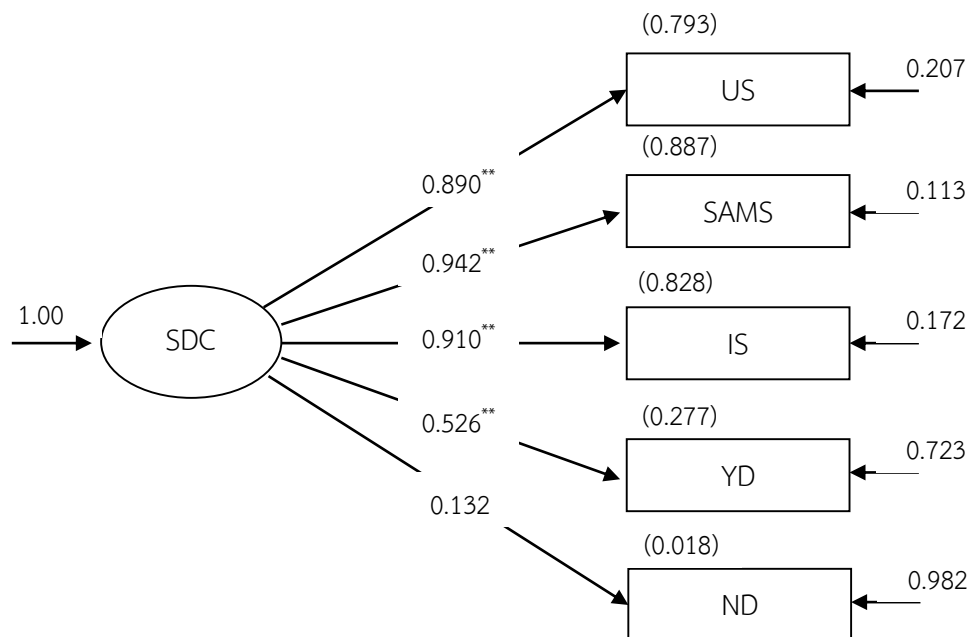 (0.793)
0.207
US
(0.887)
0.890**
0.113
SAMS
0.942**
(0.828)
1.00
SDC
0.910**
0.172
IS
(0.277)
0.526**
0.723
YD
0.132
(0.018)
0.982
ND